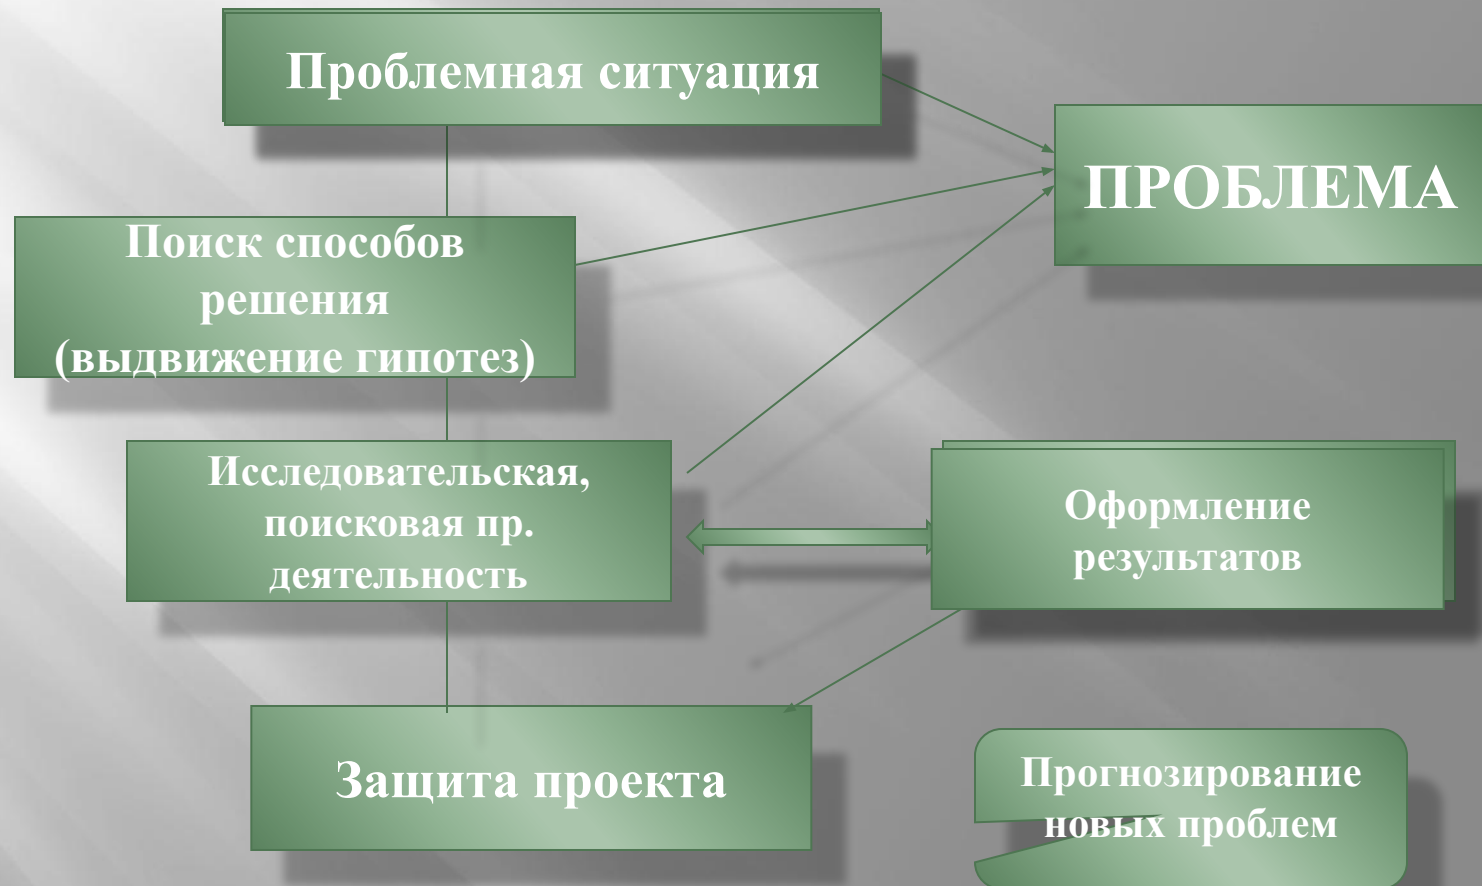 Проблемная ситуация
ПРОБЛЕМА
Поиск способов
решения
(выдвижение гипотез)
Исследовательская,
поисковая пр.
деятельность
Оформление
результатов
Защита проекта
Прогнозирование
новых проблем